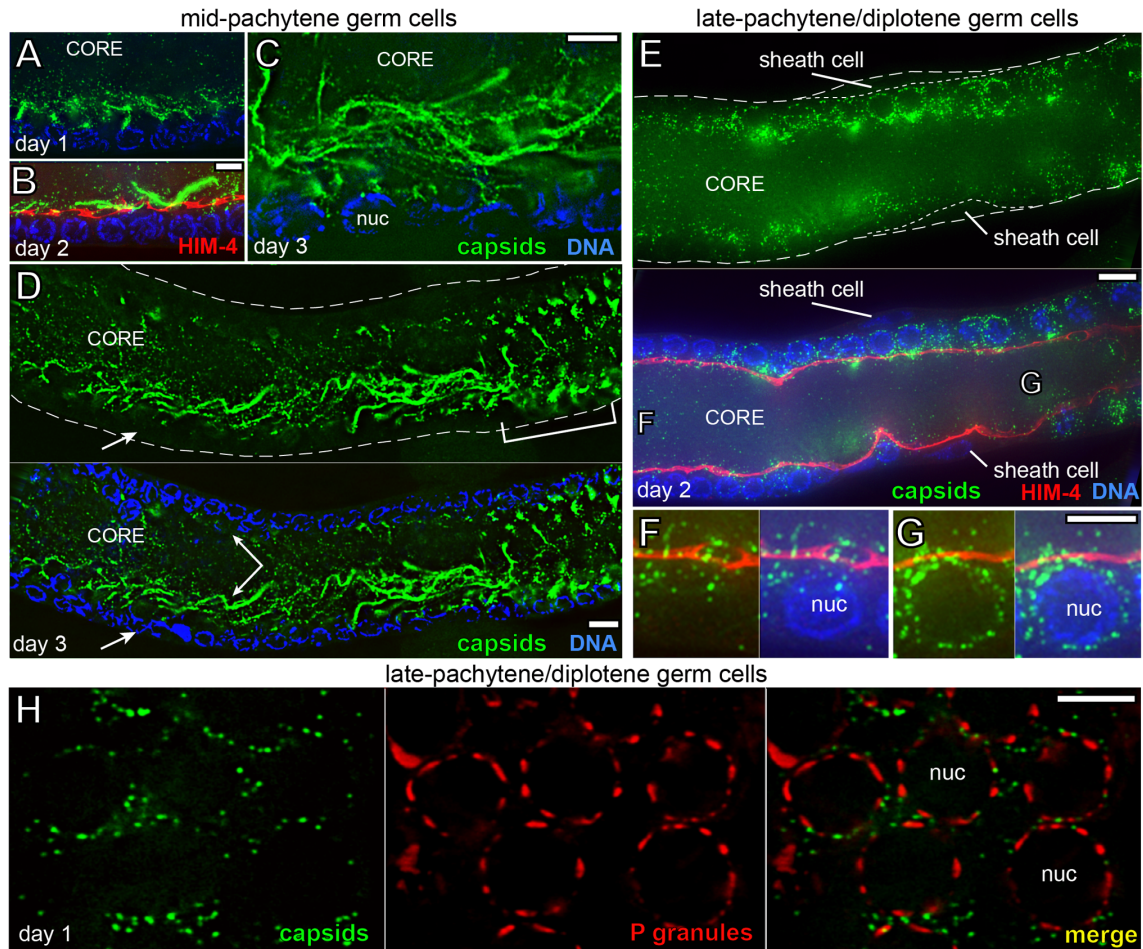 mid-pachytene germ cells
late-pachytene/diplotene germ cells
A
CORE
day 1
B
day 2
HIM-4
C
CORE
nuc
day 3
capsids
DNA
D
CORE
CORE
day 3
capsids
DNA
E
sheath cell
CORE
sheath cell
sheath cell
G
F
CORE
sheath cell
day 2
capsids
HIM-4
DNA
F
nuc
G
nuc
late-pachytene/diplotene germ cells
H
day 1
capsids
P granules
nuc
nuc
merge